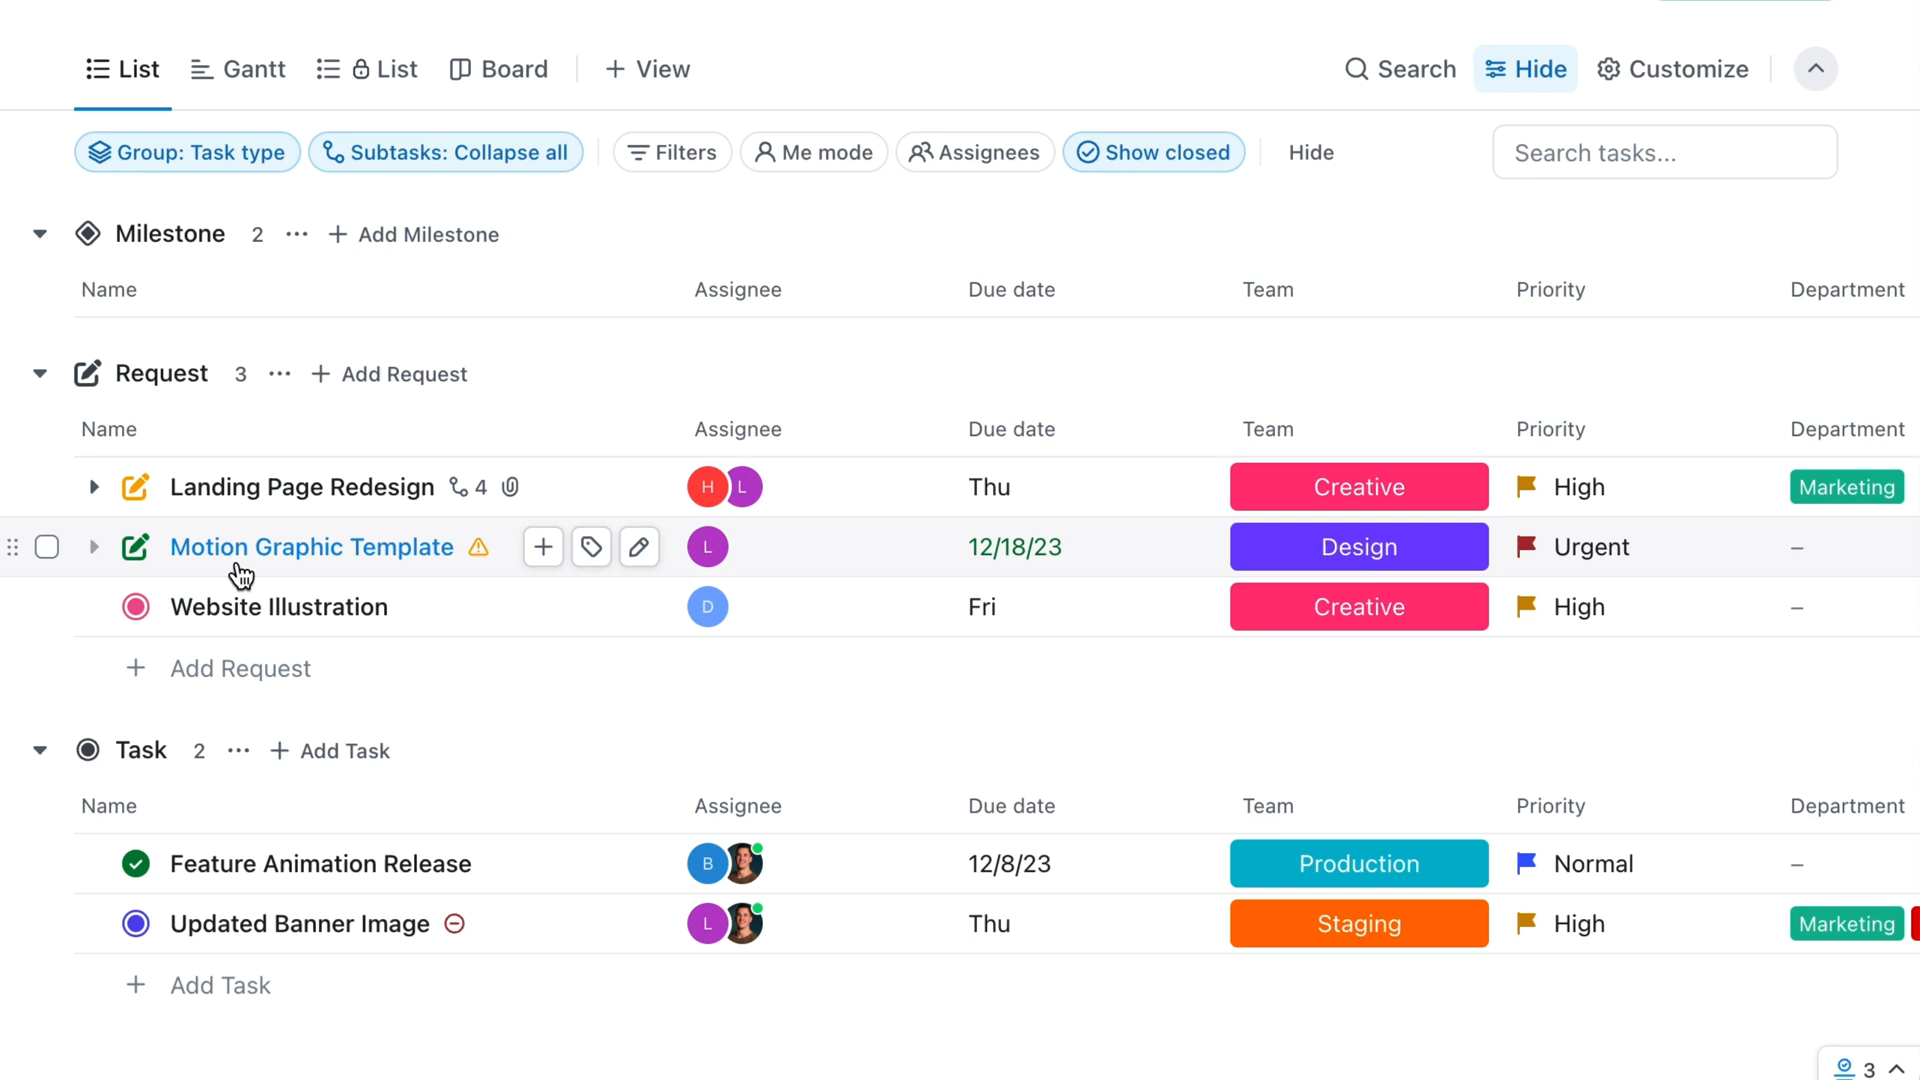 List Gantt List Board + View Search Hide Customize
Group: Task type Subtasks: Collapse all Filters Me mode Assignees Show closed Hide Search tasks...
Milestone 2 ... + Add Milestone
Name Assignee Due date Team Priority Department
Request 3 ... + Add Request
Name Assignee Due date Team Priority Department
Landing Page Redesign 4 H L Thu Creative High Marketing
Motion Graphic Template L 12/18/23 Design Urgent –
Website Illustration D Fri Creative High –
+ Add Request
Task 2 ... + Add Task
Name Assignee Due date Team Priority Department
Feature Animation Release B 12/8/23 Production Normal –
Updated Banner Image L Thu Staging High Marketing
+ Add Task
3